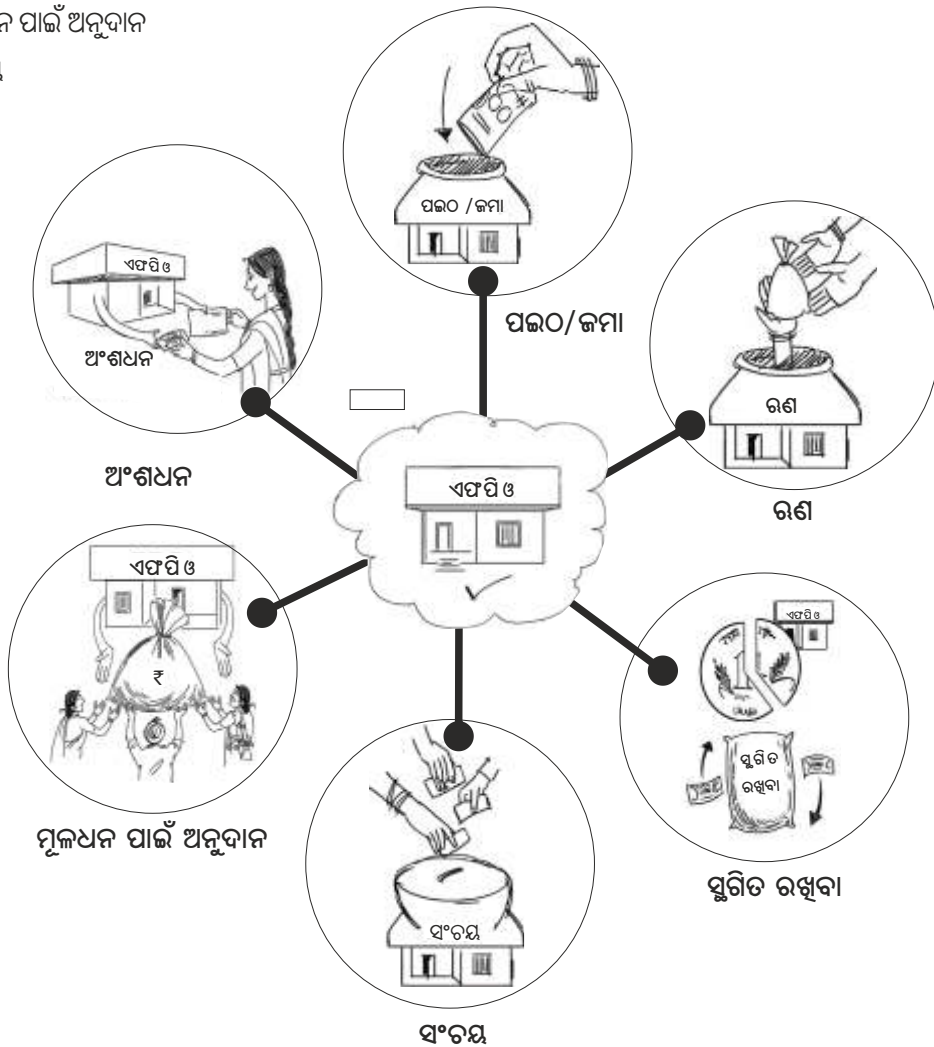 ନ ପାଇଁ ଅନୁଦାନ
ପଇଠ /ଜମା
ଏଫପିଓ
ଅଂଶଧନ
ପଇଠ/ଜମା
ଋଣ
ଅଂଶଧନ
ଏଫପିଓ
ଋଣ
ଏଫପିଓ
₹
ଏଫପିଓ
ସ୍ଥଗିତ
ରଖିବା
ମୂଳଧନ ପାଇଁ ଅନୁଦାନ
ସ୍ଥଗିତ ରଖିବା
ସଂଚୟ
ସଂଚୟ